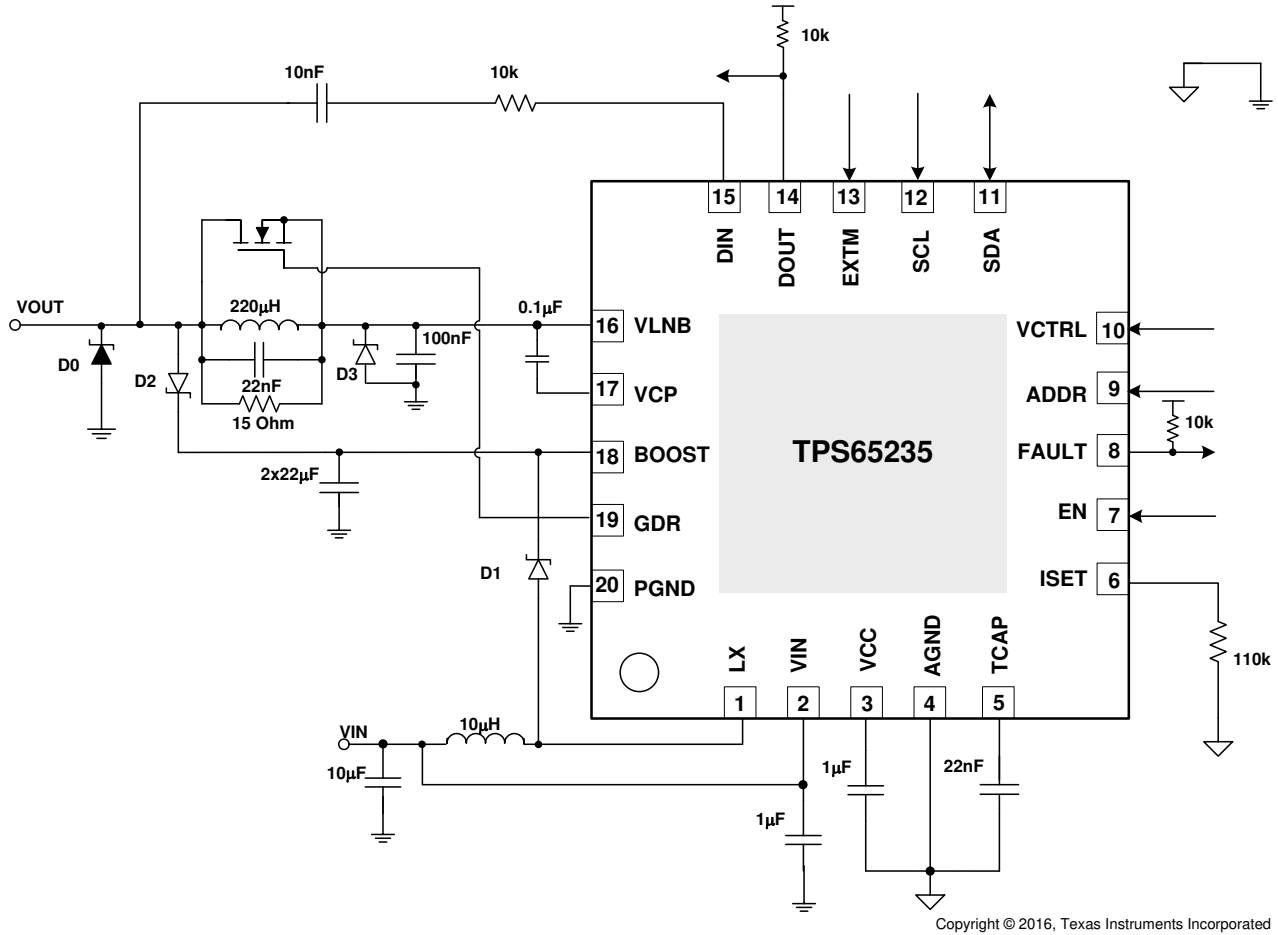 10k
10nF
10k
15
14
13
12
11
DIN
DOUT
EXTM
SCL
SDA
VOUT
220µH
0.1µF
16 VLNB
VCTRL 10
D0
D2
D3
100nF
22nF
15 Ohm
17 VCP
ADDR 9
10k
2x22µF
18 BOOST
TPS65235
FAULT 8
19 GDR
EN 7
D1
20 PGND
ISET 6
110k
LX
VIN
VCC
AGND
TCAP
1
2
3
4
5
VIN
10µH
10µF
1µF
1µF
22nF
Copyright © 2016, Texas Instruments Incorporated